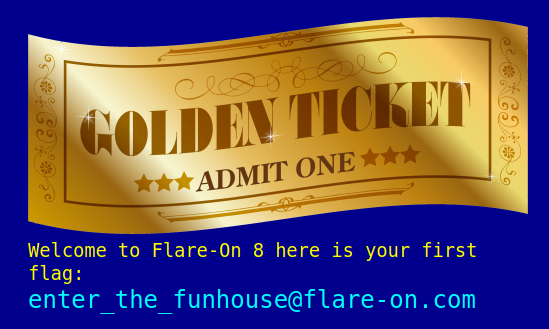 GOLDEN TICKET
ADMIT ONE
Welcome to Flare-On 8 here is your first
flag:
enter_the_funhouse@flare-on.com